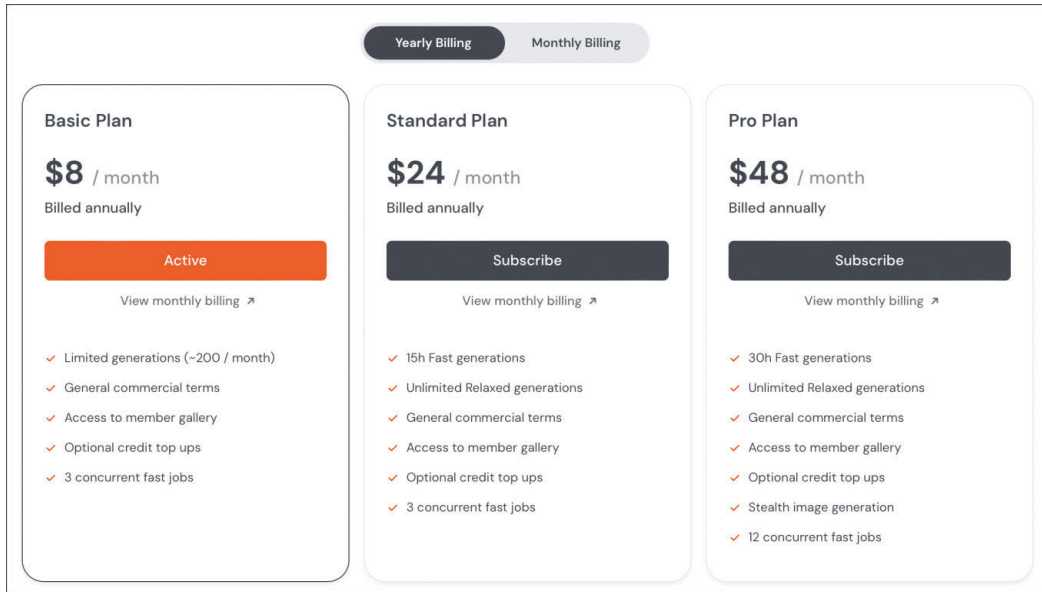 Yearly Billing
Monthly Billing
Basic Plan
$8 / month
Billed annually
Active
View monthly billing ↗
Limited generations (~200 / month)
General commercial terms
Access to member gallery
Optional credit top ups
3 concurrent fast jobs
Standard Plan
$24 / month
Billed annually
Subscribe
View monthly billing ↗
15h Fast generations
Unlimited Relaxed generations
General commercial terms
Access to member gallery
Optional credit top ups
3 concurrent fast jobs
Pro Plan
$48 / month
Billed annually
Subscribe
View monthly billing ↗
30h Fast generations
Unlimited Relaxed generations
General commercial terms
Access to member gallery
Optional credit top ups
Stealth image generation
12 concurrent fast jobs